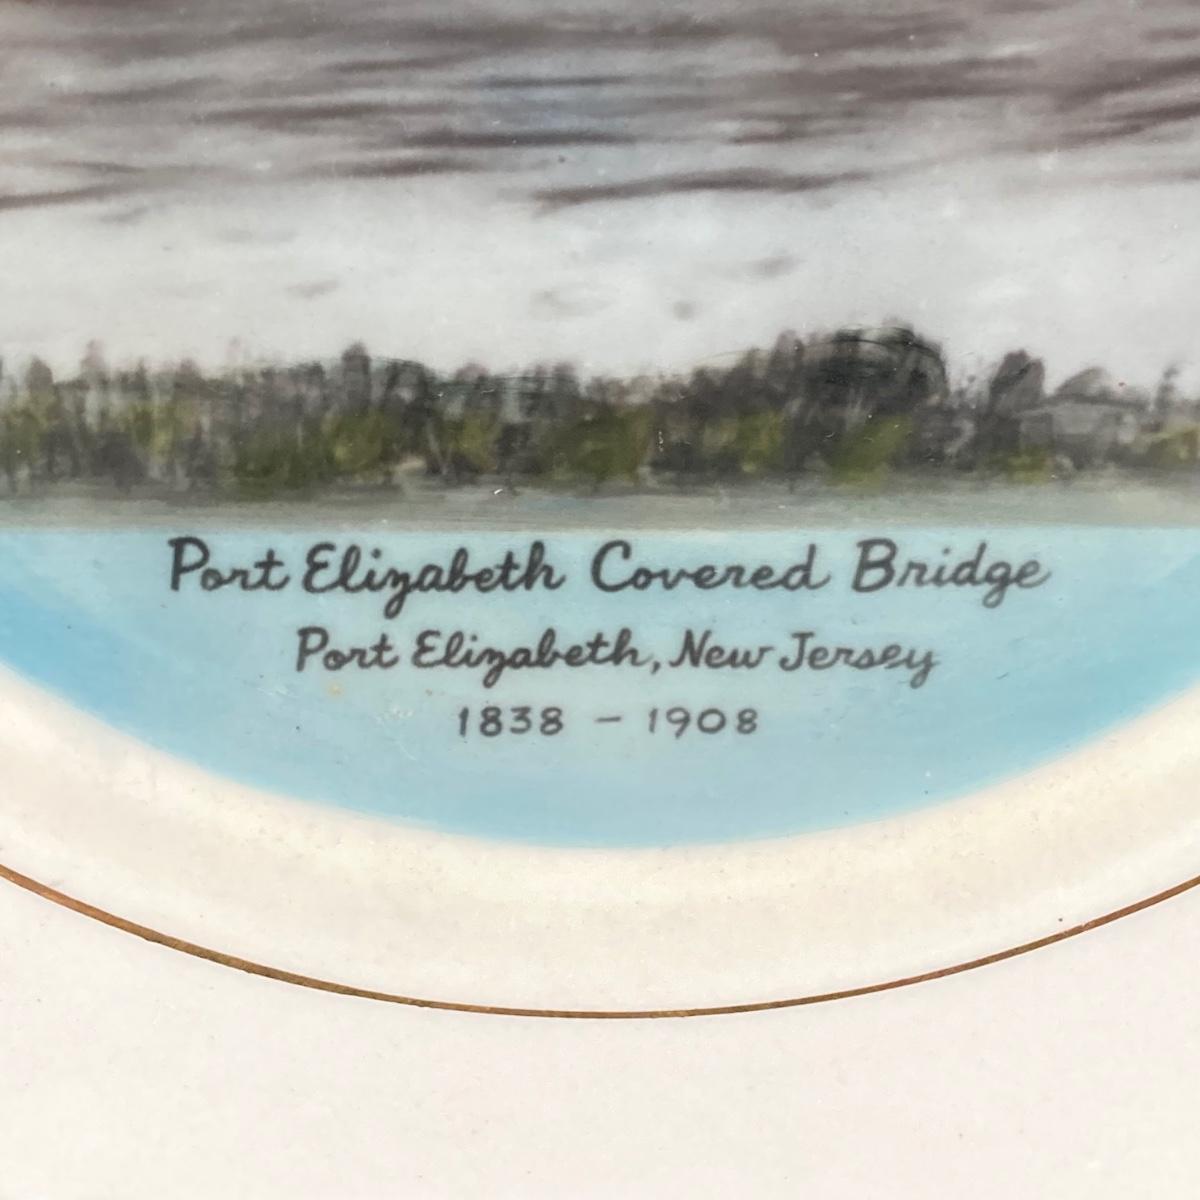 Port Elizabeth Covered Bridge
Port Elizabeth, New Jersey
1838 - 1908